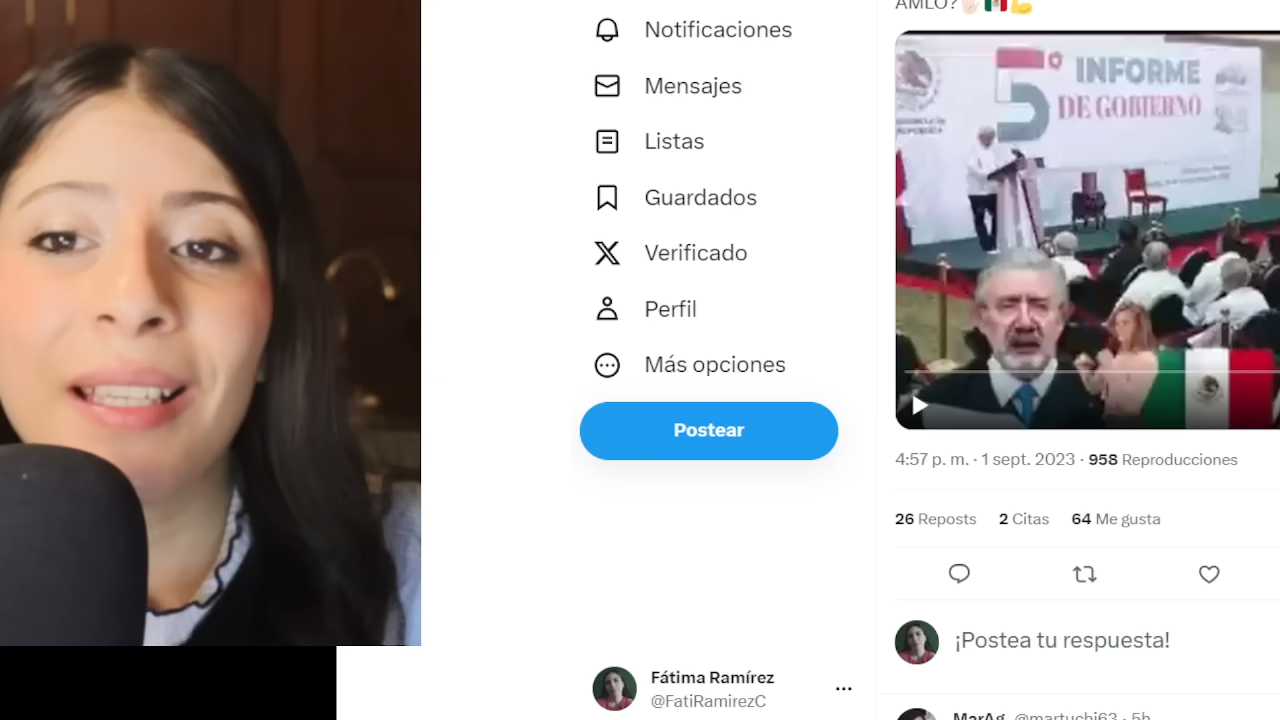 Notificaciones
Mensajes
Listas
Guardados
Verificado
Perfil
Más opciones
Postear
Fátima Ramírez
@FatiRamirezC
AMLO?
5° INFORME
DE GOBIERNO
4:57 p. m. · 1 sept. 2023 · 958 Reproducciones
26 Reposts 2 Citas 64 Me gusta
¡Postea tu respuesta!
MarAg @martuchi63 · 5h